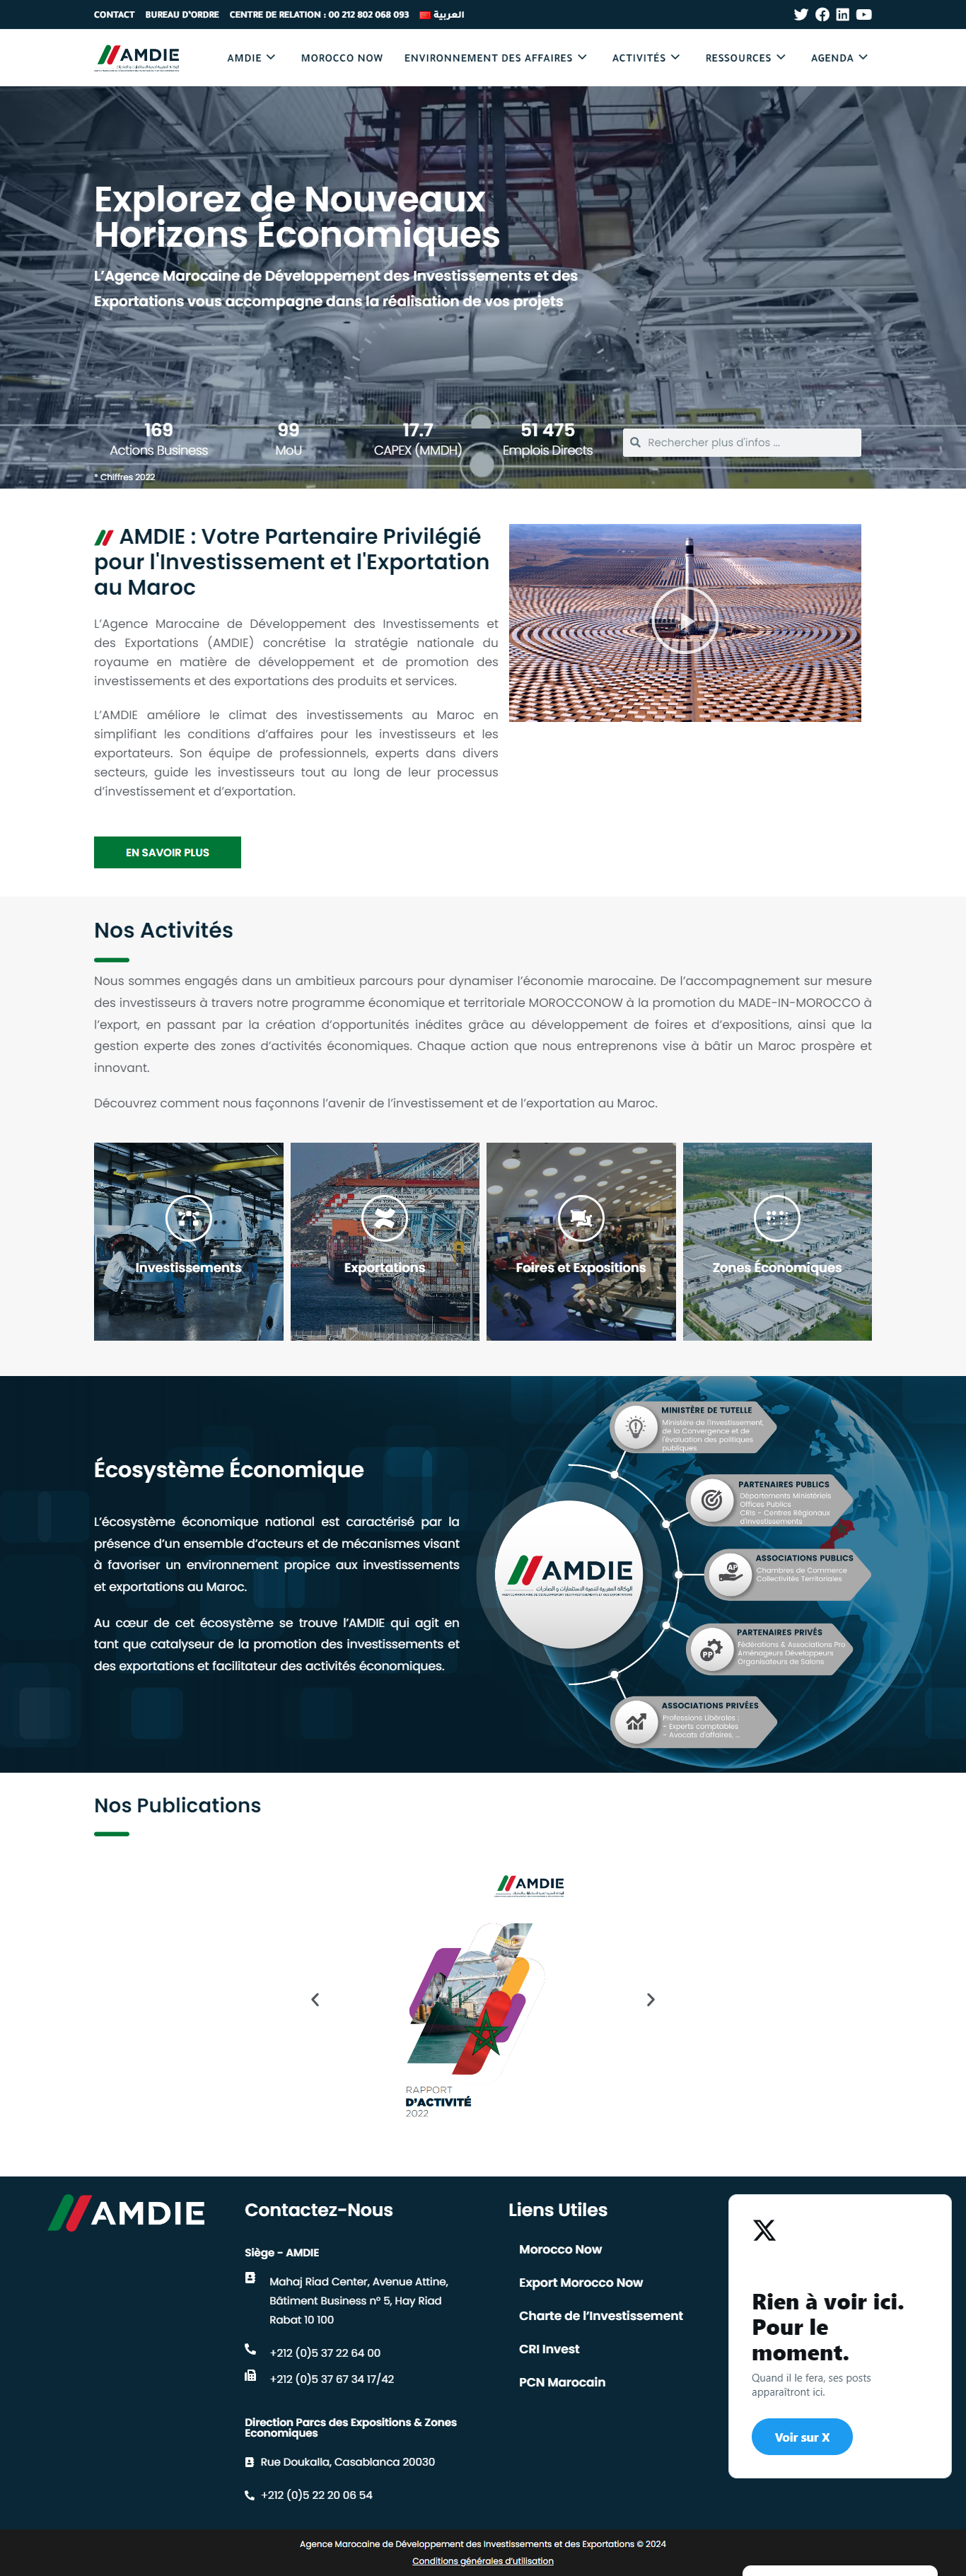 CONTACT BUREAU D'ORDRE CENTRE DE RELATION : 00 212 802 068 093 العربية
AMDIE
AMDIE MOROCCO NOW ENVIRONNEMENT DES AFFAIRES ACTIVITÉS RESSOURCES AGENDA
Explorez de Nouveaux
Horizons Économiques
L'Agence Marocaine de Développement des Investissements et des
Exportations vous accompagne dans la réalisation de vos projets
169 99 17.7 51 475
Actions Business MoU CAPEX (MMDH) Emplois Directs
Rechercher plus d'infos ...
* Chiffres 2022
AMDIE : Votre Partenaire Privilégié
pour l'Investissement et l'Exportation
au Maroc
L'Agence Marocaine de Développement des Investissements et
des Exportations (AMDIE) concrétise la stratégie nationale du
royaume en matière de développement et de promotion des
investissements et des exportations des produits et services.
L'AMDIE améliore le climat des investissements au Maroc en
simplifiant les conditions d'affaires pour les investisseurs et les
exportateurs. Son équipe de professionnels, experts dans divers
secteurs, guide les investisseurs tout au long de leur processus
d'investissement et d'exportation.
EN SAVOIR PLUS
Nos Activités
Nous sommes engagés dans un ambitieux parcours pour dynamiser l'économie marocaine. De l'accompagnement sur mesure
des investisseurs à travers notre programme économique et territoriale MOROCCONOW à la promotion du MADE-IN-MOROCCO à
l'export, en passant par la création d'opportunités inédites grâce au développement de foires et d'expositions, ainsi que la
gestion experte des zones d'activités économiques. Chaque action que nous entreprenons vise à bâtir un Maroc prospère et
innovant.
Découvrez comment nous façonnons l'avenir de l'investissement et de l'exportation au Maroc.
Investissements
Exportations
Foires et Expositions
Zones Économiques
Écosystème Économique
L'écosystème économique national est caractérisé par la
présence d'un ensemble d'acteurs et de mécanismes visant
à favoriser un environnement propice aux investissements
et exportations au Maroc.
Au cœur de cet écosystème se trouve l'AMDIE qui agit en
tant que catalyseur de la promotion des investissements et
des exportations et facilitateur des activités économiques.
AMDIE
الوكالة المغربية لتنمية الاستثمارات و الصادرات
MINISTÈRE DE TUTELLE
Ministère de l'Investissement,
de la Convergence et de
l'évaluation des politiques
publiques
PARTENAIRES PUBLICS
Départements Ministériels
Offices Publics
CRIs - Centres Régionaux
d'Investissements
AP
ASSOCIATIONS PUBLICS
Chambres de Commerce
Collectivités Territoriales
PP
PARTENAIRES PRIVÉS
Fédérations & Associations Pro
Aménageurs Développeurs
Organisateurs de Salons
ASSOCIATIONS PRIVÉES
Professions Libérales :
- Experts comptables
- Avocats d'affaires, ...
Nos Publications
AMDIE
RAPPORT
D'ACTIVITÉ
2022
AMDIE
Contactez-Nous
Siège - AMDIE
Mahaj Riad Center, Avenue Attine,
Bâtiment Business n° 5, Hay Riad
Rabat 10 100
+212 (0)5 37 22 64 00
+212 (0)5 37 67 34 17/42
Direction Parcs des Expositions & Zones
Economiques
Rue Doukalla, Casablanca 20030
+212 (0)5 22 20 06 54
Liens Utiles
Morocco Now
Export Morocco Now
Charte de l'Investissement
CRI Invest
PCN Marocain
Rien à voir ici.
Pour le
moment.
Quand il le fera, ses posts
apparaîtront ici.
Voir sur X
Agence Marocaine de Développement des Investissements et des Exportations © 2024
Conditions générales d'utilisation